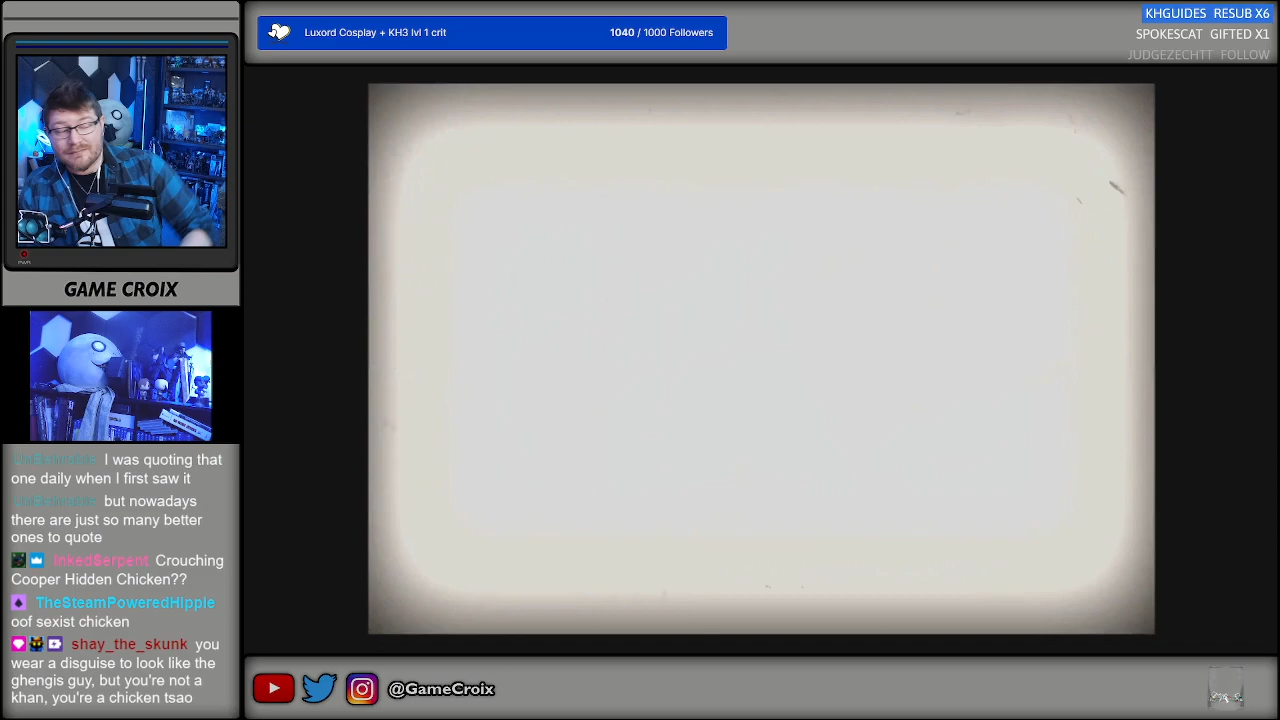 Luxord Cosplay + KH3 lvl 1 crit
1040 / 1000 Followers
KHGUIDES RESUB X6
SPOKESCAT GIFTED X1
JUDGEZECHTT FOLLOW
PWR
GAME CROIX
I was quoting that
one daily when I first saw it
but nowadays
there are just so many better
ones to quote
InkedSerpent Crouching
Cooper Hidden Chicken??
TheSteamPoweredHippie
oof sexist chicken
shay_the_skunk you
wear a disguise to look like the
ghengis guy, but you're not a
khan, you're a chicken tsao
@GameCroix